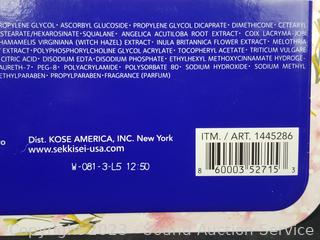 PROPYLENE GLYCOL • ASCORBYL GLUCOSIDE • PROPYLENE GLYCOL DICAPRATE • DIMETHICONE • CETEARYL
STEARATE/HEXAROSINATE • SQUALANE • ANGELICA ACUTILOBA ROOT EXTRACT • COIX LACRYMA-JOBI
HAMAMELIS VIRGINIANA (WITCH HAZEL) EXTRACT • INULA BRITANNICA FLOWER EXTRACT • MELOTHRIA
EXTRACT • POLYPHOSPHORYLCHOLINE GLYCOL ACRYLATE • TOCOPHERYL ACETATE • TRITICUM VULGARE
CITRIC ACID • DISODIUM EDTA • DISODIUM PHOSPHATE • ETHYLHEXYL METHOXYCINNAMATE HYDROGE-
AURETH-7 • PEG-8 • POLYACRYLAMIDE • POLYSORBATE 80 • SODIUM HYDROXIDE • SODIUM METHYL
ETHYLPARABEN • PROPYLPARABEN • FRAGRANCE (PARFUM)
Dist. KOSE AMERICA, INC. New York
www.sekkisei-usa.com
W-081-3-L5 12:50
ITM. / ART. 1445286
8 60003 52715 3